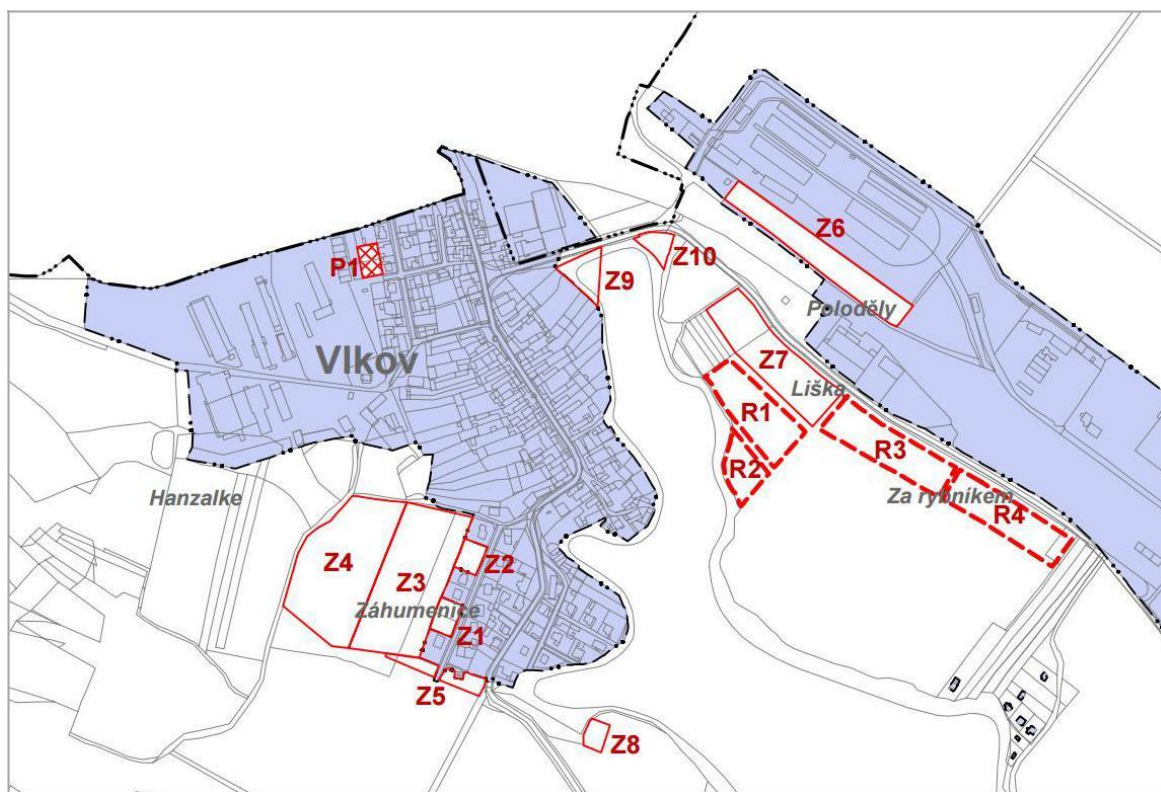 Z6
Z10
P1
Z9
Poloděly
Vlkov
Z7
Liška
R1
R3
R2
Hanzalke
Za rybníkem
R4
Z4
Z2
Z3
Záhumenice
Z1
Z5
Z8